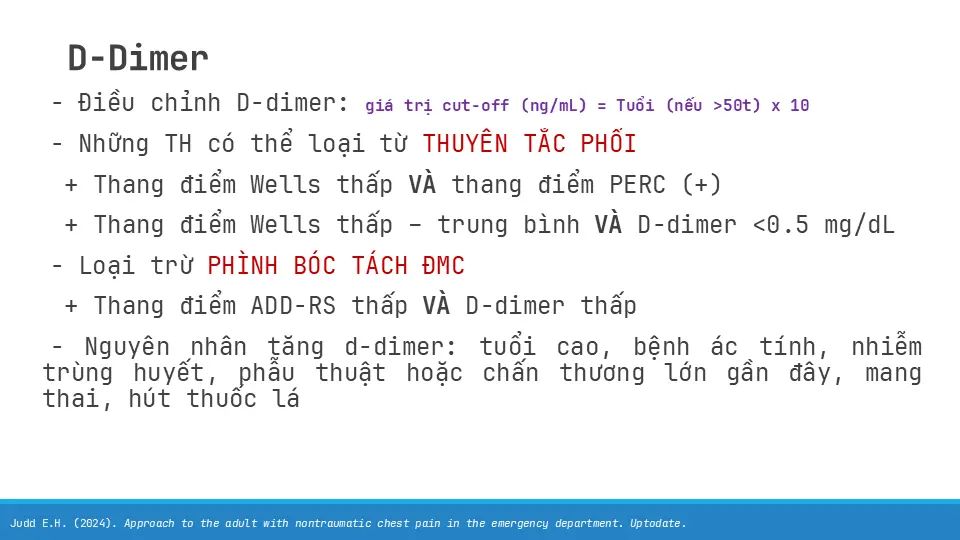 D-Dimer
- Điều chỉnh D-dimer: giá trị cut-off (ng/mL) = Tuổi (nếu >50t) x 10
- Những TH có thể loại từ THUYÊN TẮC PHỐI
+ Thang điểm Wells thấp VÀ thang điểm PERC (+)
+ Thang điểm Wells thấp – trung bình VÀ D-dimer <0.5 mg/dL
- Loại trừ PHÌNH BÓC TÁCH ĐMC
+ Thang điểm ADD-RS thấp VÀ D-dimer thấp
- Nguyên nhân tăng d-dimer: tuổi cao, bệnh ác tính, nhiễm
trùng huyết, phẫu thuật hoặc chấn thương lớn gần đây, mang
thai, hút thuốc lá
Judd E.H. (2024). Approach to the adult with nontraumatic chest pain in the emergency department. Uptodate.